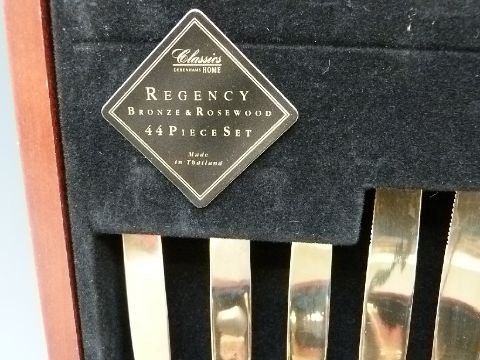 Classics
DEBENHAMS HOME
REGENCY
BRONZE & ROSEWOOD
44 PIECE SET
Made
in Thailand